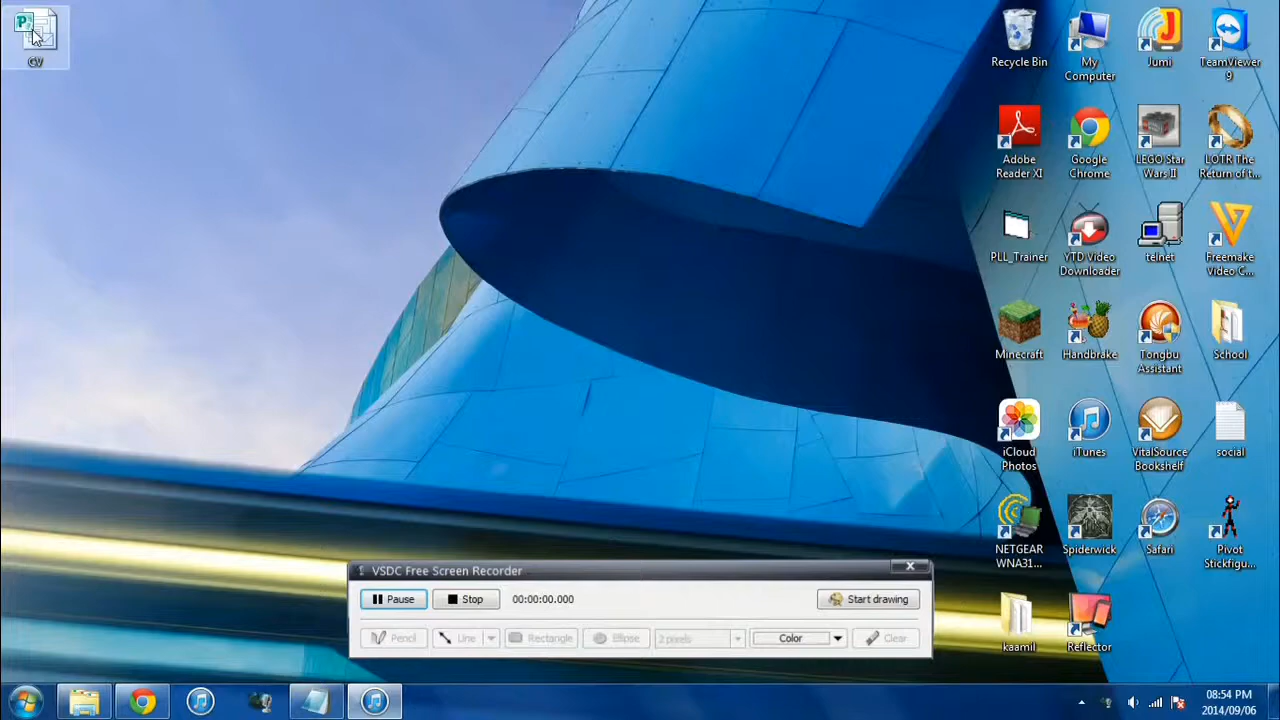 CV
Recycle Bin
My
Computer
Jumi
TeamViewer
9
Adobe
Reader XI
Google
Chrome
LEGO Star
Wars II
LOTR The
Return of t...
PLL_Trainer
YTD Video
Downloader
telnet
Freemake
Video C...
Minecraft
Handbrake
Tongbu
Assistant
School
iCloud
Photos
iTunes
VitalSource
Bookshelf
social
NETGEAR
WNA31...
Spiderwick
Safari
Pivot
Stickfigu...
kaamil
Reflector
VSDC Free Screen Recorder
Pause
Stop
00:00:00.000
Start drawing
Pencil
Line
Rectangle
Ellipse
2 pixels
Color
Clear
08:54 PM
2014/09/06